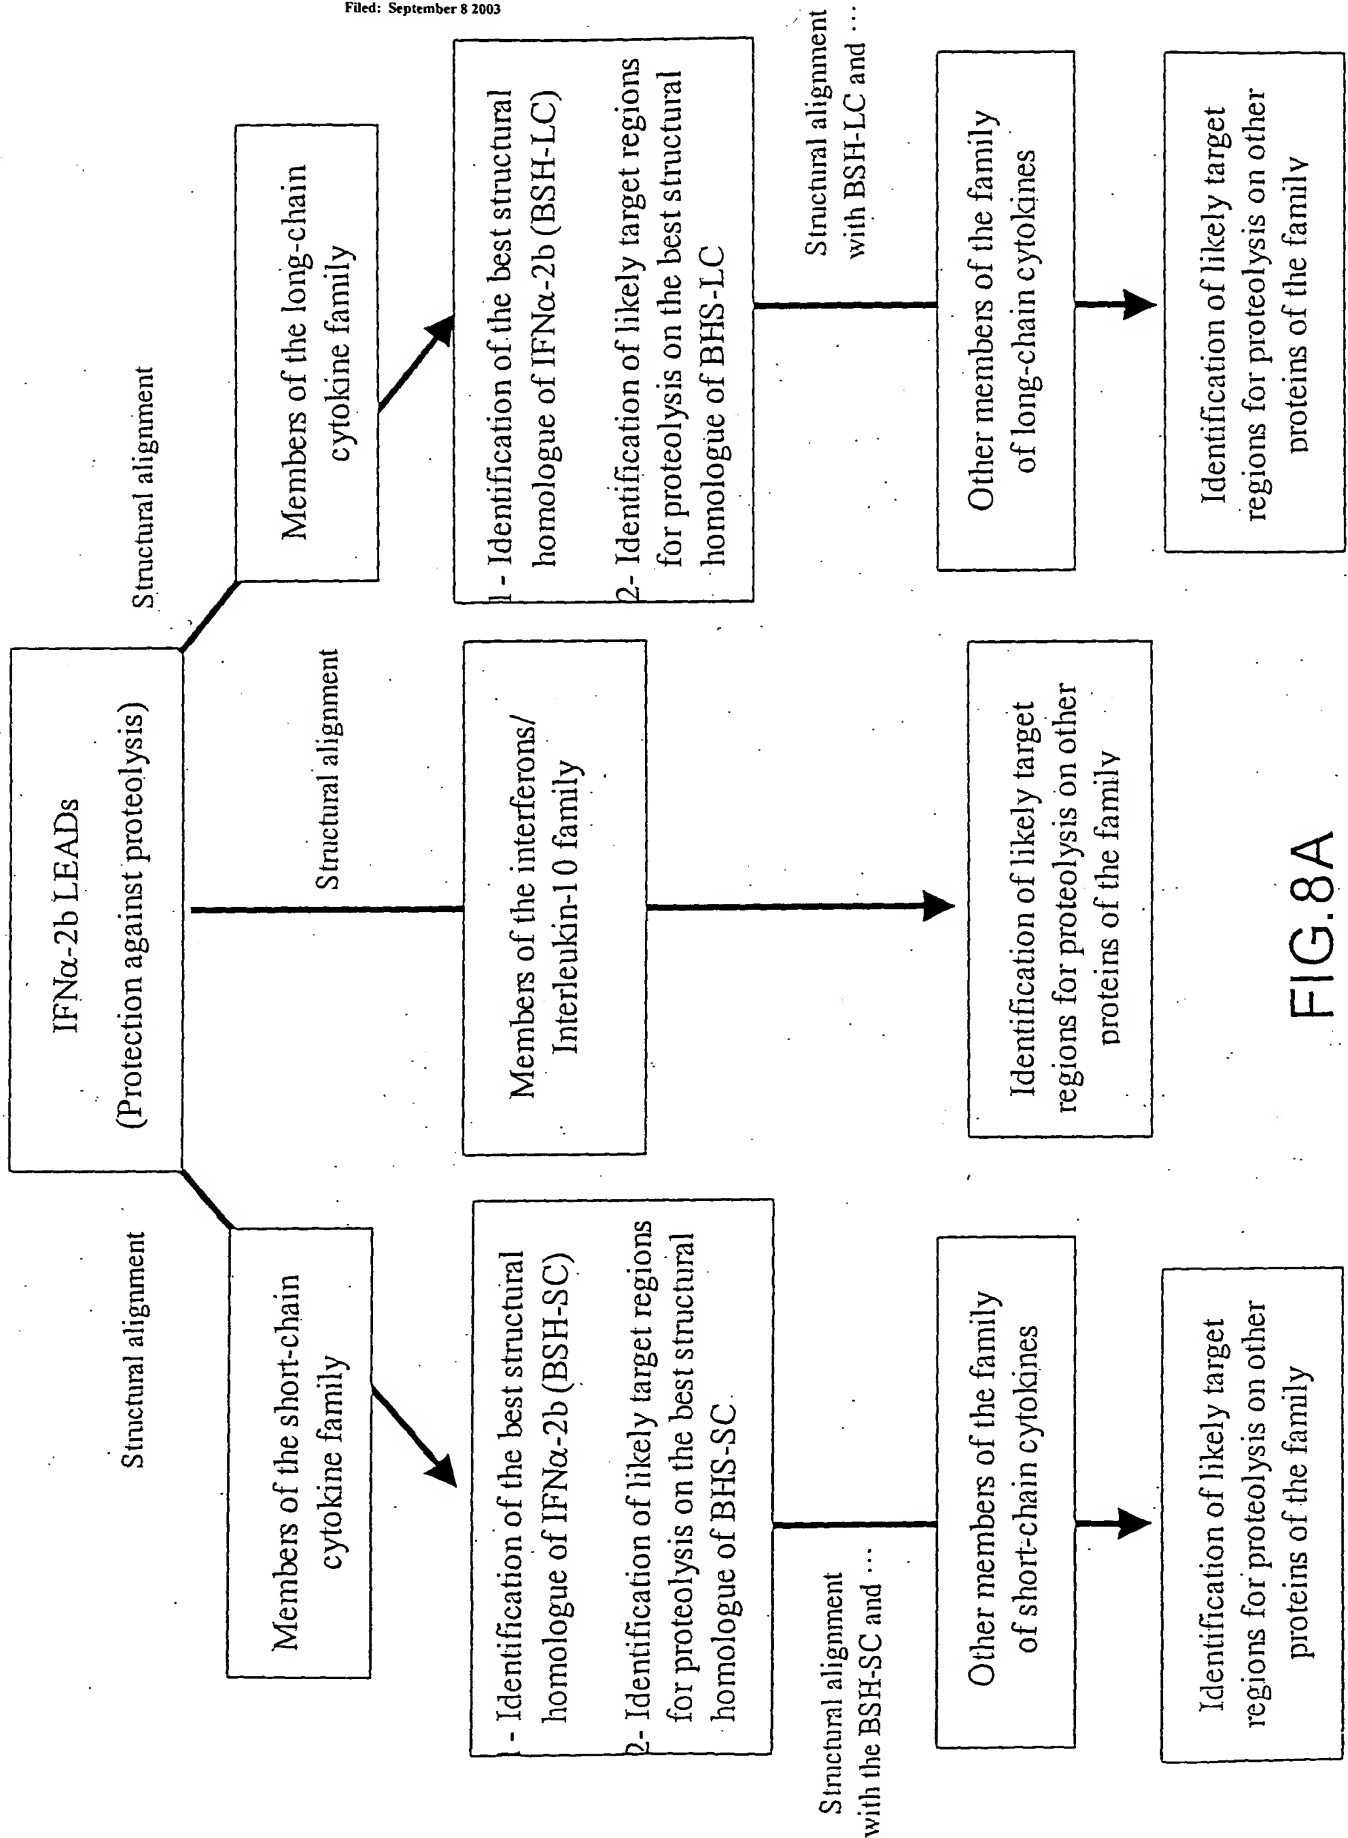 Filed: September 8 2003
IFNα-2b LEADs
(Protection against proteolysis)
Structural alignment
Structural alignment
Structural alignment
Members of the short-chain
cytokine family
Members of the interferons/
Interleukin-10 family
Members of the long-chain
cytokine family
1- Identification of the best structural
homologue of IFNα-2b (BSH-SC)
2- Identification of likely target regions
for proteolysis on the best structural
homologue of BHS-SC
1- Identification of the best structural
homologue of IFNα-2b (BSH-LC)
2- Identification of likely target regions
for proteolysis on the best structural
homologue of BHS-LC
Structural alignment
with the BSH-SC and ...
Structural alignment
with BSH-LC and ...
Other members of the family
of short-chain cytokines
Other members of the family
of long-chain cytokines
Identification of likely target
regions for proteolysis on other
proteins of the family
Identification of likely target
regions for proteolysis on other
proteins of the family
Identification of likely target
regions for proteolysis on other
proteins of the family
FIG.8A